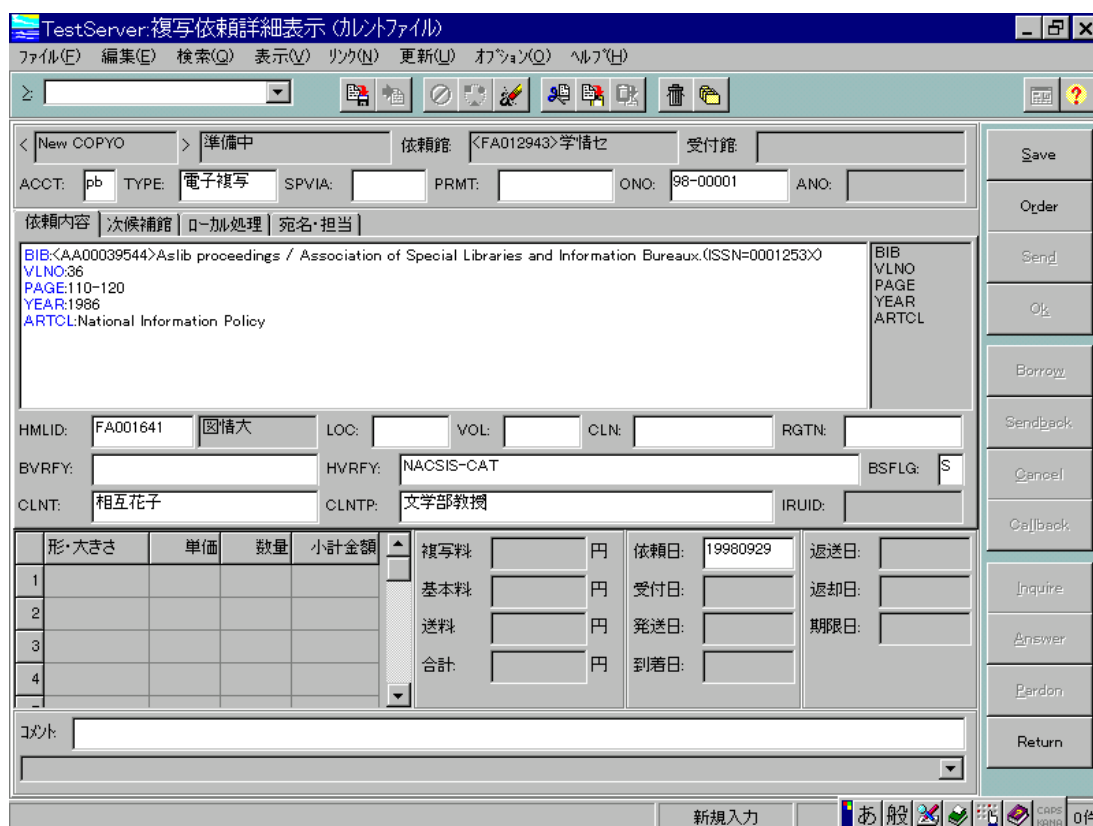 TestServer:複写依頼詳細表示 (カレントファイル)
ファイル(F) 編集(E) 検索(Q) 表示(V) リンク(N) 更新(U) オプション(O) ヘルプ(H)
≥:
< New COPYO > 準備中 依頼館: <FA012943>学情セ 受付館:
ACCT: pb TYPE: 電子複写 SPVIA: PRMT: ONO: 98-00001 ANO:
依頼内容 次候補館 ローカル処理 宛名・担当
BIB:<AA00039544>Aslib proceedings / Association of Special Libraries and Information Bureaux.(ISSN=0001253X)
VLNO:36
PAGE:110-120
YEAR:1986
ARTCL:National Information Policy
BIB
VLNO
PAGE
YEAR
ARTCL
HMLID: FA001641 図情大 LOC: VOL: CLN: RGTN:
BVRFY: HVRFY: NACSIS-CAT BSFLG: S
CLNT: 相互花子 CLNTP: 文学部教授 IRUID:
形・大きさ 単価 数量 小計金額
1
2
3
4
複写料: 円
基本料: 円
送料: 円
合計: 円
依頼日: 19980929
受付日:
発送日:
到着日:
返送日:
返却日:
期限日:
コメント:
Save
Order
Send
Ok
Borrow
Sendback
Cancel
Callback
Inquire
Answer
Pardon
Return
新規入力
あ 般 CAPS KANA 0件